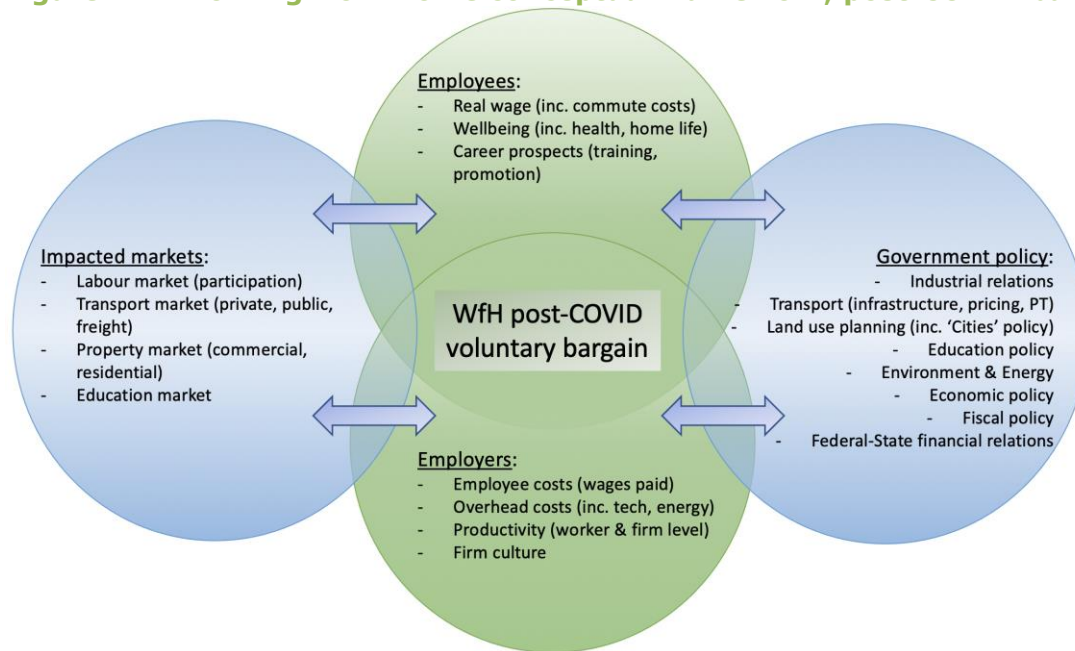 Employees:
- Real wage (inc. commute costs)
- Wellbeing (inc. health, home life)
- Career prospects (training,
promotion)
Impacted markets:
- Labour market (participation)
- Transport market (private, public,
freight)
- Property market (commercial,
residential)
- Education market
WfH post-COVID
voluntary bargain
Government policy:
- Industrial relations
- Transport (infrastructure, pricing, PT)
- Land use planning (inc. ‘Cities’ policy)
- Education policy
- Environment & Energy
- Economic policy
- Fiscal policy
- Federal-State financial relations
Employers:
- Employee costs (wages paid)
- Overhead costs (inc. tech, energy)
- Productivity (worker & firm level)
- Firm culture